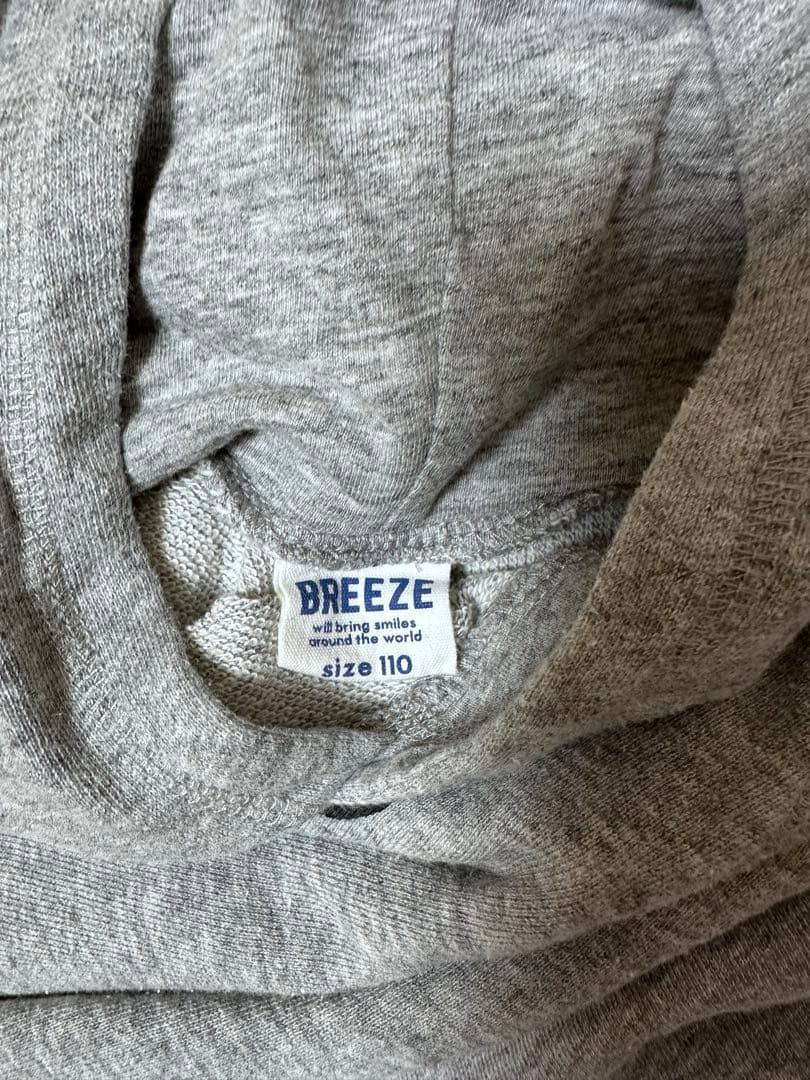 BREEZE
will bring smiles
around the world
size 110